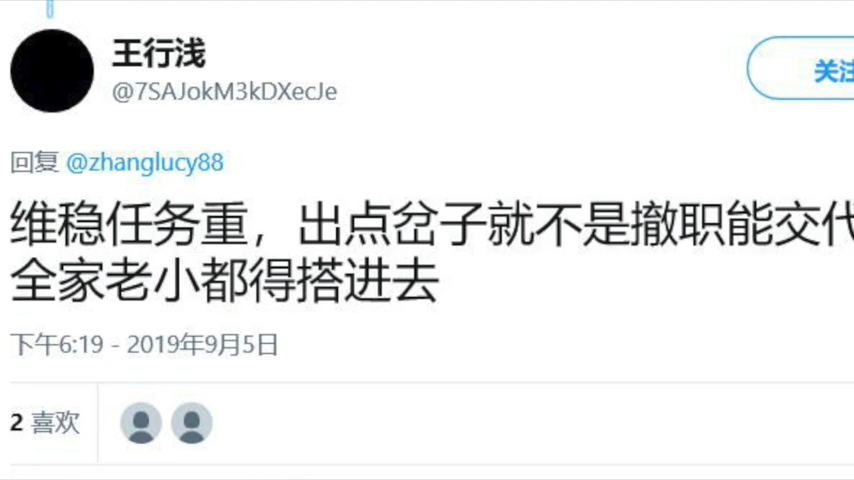 王行浅
@7SAJokM3kDXecJe
关注
回复 @zhanglucy88
维稳任务重，出点岔子就不是撤职能交代
全家老小都得搭进去
下午6:19 - 2019年9月5日
2 喜欢